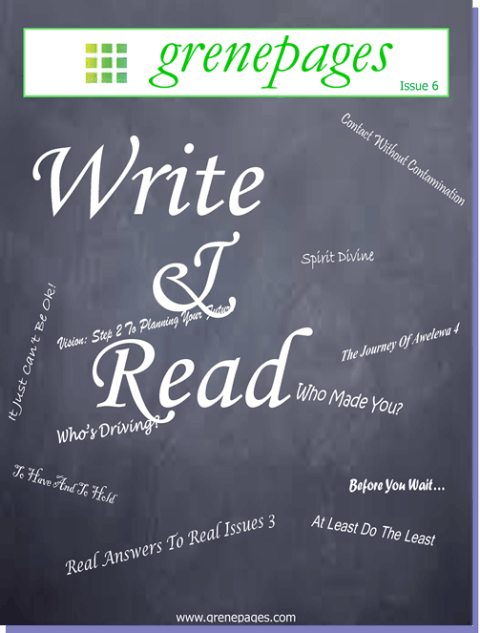 grenepages
Issue 6
Contact Without Contamination
Write
&
Read
Spirit Divine
It Just Can't Be Ok!
Vision: Step 2 To Planning Your
The Journey Of Awelewa 4
Who Made You?
Who's Driving?
To Have And To Hold
Before You Wait...
At Least Do The Least
Real Answers To Real Issues 3
www.grenepages.com